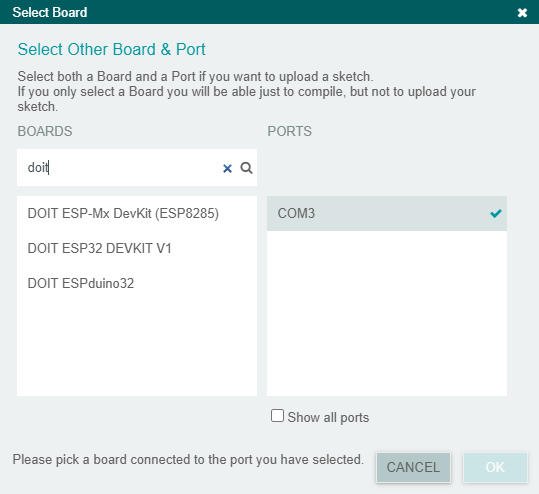 Select Board
Select Other Board & Port
Select both a Board and a Port if you want to upload a sketch.
If you only select a Board you will be able just to compile, but not to upload your
sketch.
BOARDS
PORTS
doit
DOIT ESP-Mx DevKit (ESP8285)
COM3
DOIT ESP32 DEVKIT V1
DOIT ESPduino32
Show all ports
Please pick a board connected to the port you have selected.
CANCEL
OK